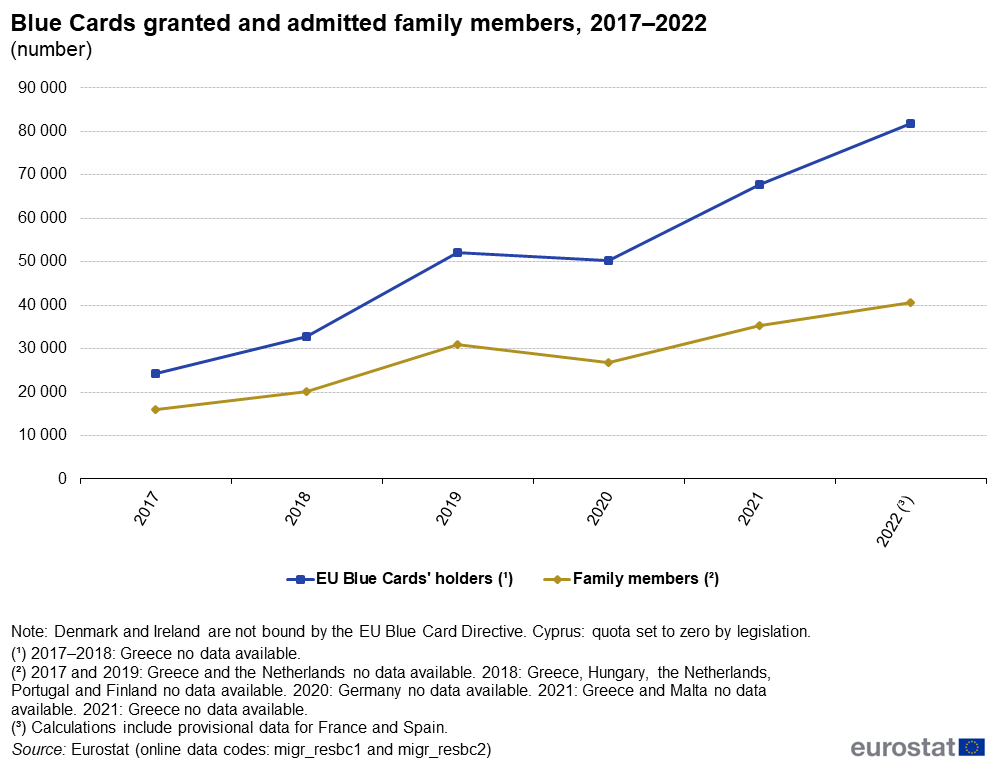 Blue Cards granted and admitted family members, 2017–2022
(number)
90 000
80 000
70 000
60 000
50 000
40 000
30 000
20 000
10 000
0
2017
2018
2019
2020
2021
2022 (³)
EU Blue Cards' holders (¹)
Family members (²)
Note: Denmark and Ireland are not bound by the EU Blue Card Directive. Cyprus: quota set to zero by legislation.
(¹) 2017–2018: Greece no data available.
(²) 2017 and 2019: Greece and the Netherlands no data available. 2018: Greece, Hungary, the Netherlands,
Portugal and Finland no data available. 2020: Germany no data available. 2021: Greece and Malta no data
available. 2021: Greece no data available.
(³) Calculations include provisional data for France and Spain.
Source: Eurostat (online data codes: migr_resbc1 and migr_resbc2)
eurostat